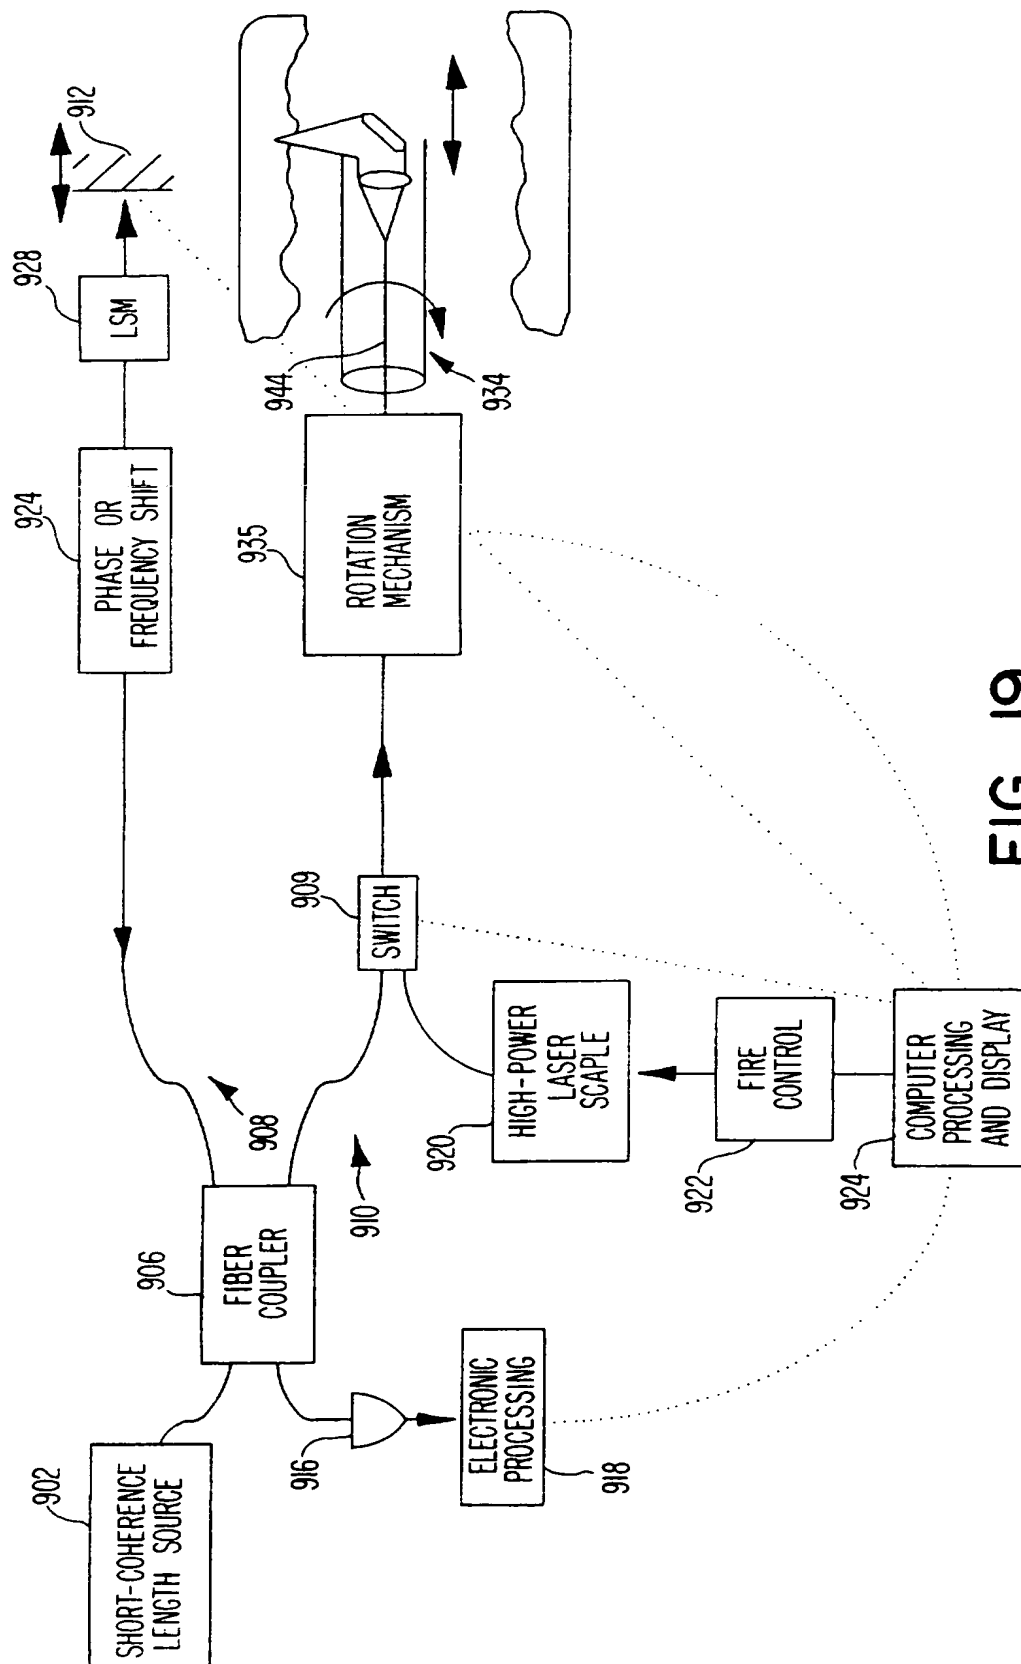 902
SHORT-COHERENCE
LENGTH SOURCE
906
FIBER
COUPLER
908
910
916
ELECTRONIC
PROCESSING
918
924
PHASE OR
FREQUENCY SHIFT
928
LSM
912
909
SWITCH
935
ROTATION
MECHANISM
944
934
920
HIGH-POWER
LASER
SCAPLE
922
FIRE
CONTROL
924
COMPUTER
PROCESSING
AND DISPLAY
FIG. 19